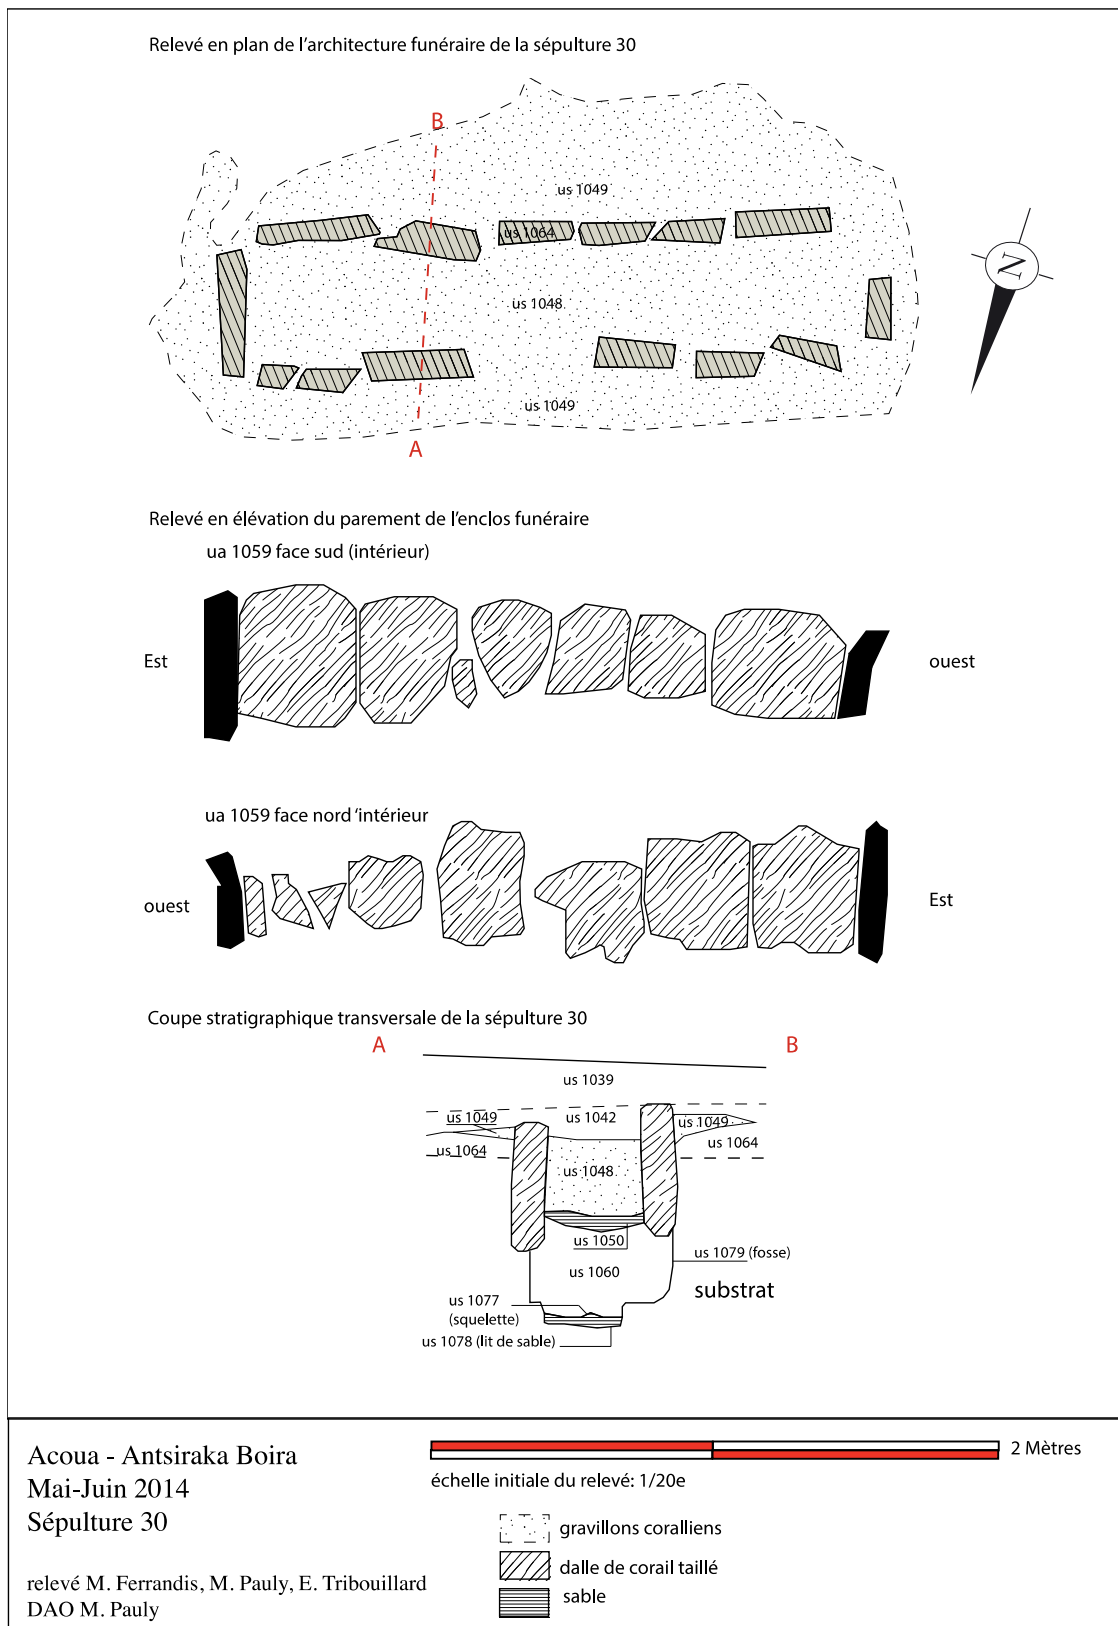 Relevé en plan de l'architecture funéraire de la sépulture 30
B
us 1049
us 1064
us 1048
us 1049
A
N
Relevé en élévation du parement de l'enclos funéraire
ua 1059 face sud (intérieur)
Est
ouest
ua 1059 face nord 'intérieur
ouest
Est
Coupe stratigraphique transversale de la sépulture 30
A
B
us 1039
us 1049
us 1042
us 1049
us 1064
us 1064
us 1048
us 1050
us 1079 (fosse)
us 1060
substrat
us 1077
(squelette)
us 1078 (lit de sable)
Acoua - Antsiraka Boira
Mai-Juin 2014
Sépulture 30
relevé M. Ferrandis, M. Pauly, E. Tribouillard
DAO M. Pauly
2 Mètres
échelle initiale du relevé: 1/20e
gravillons coralliens
dalle de corail taillé
sable